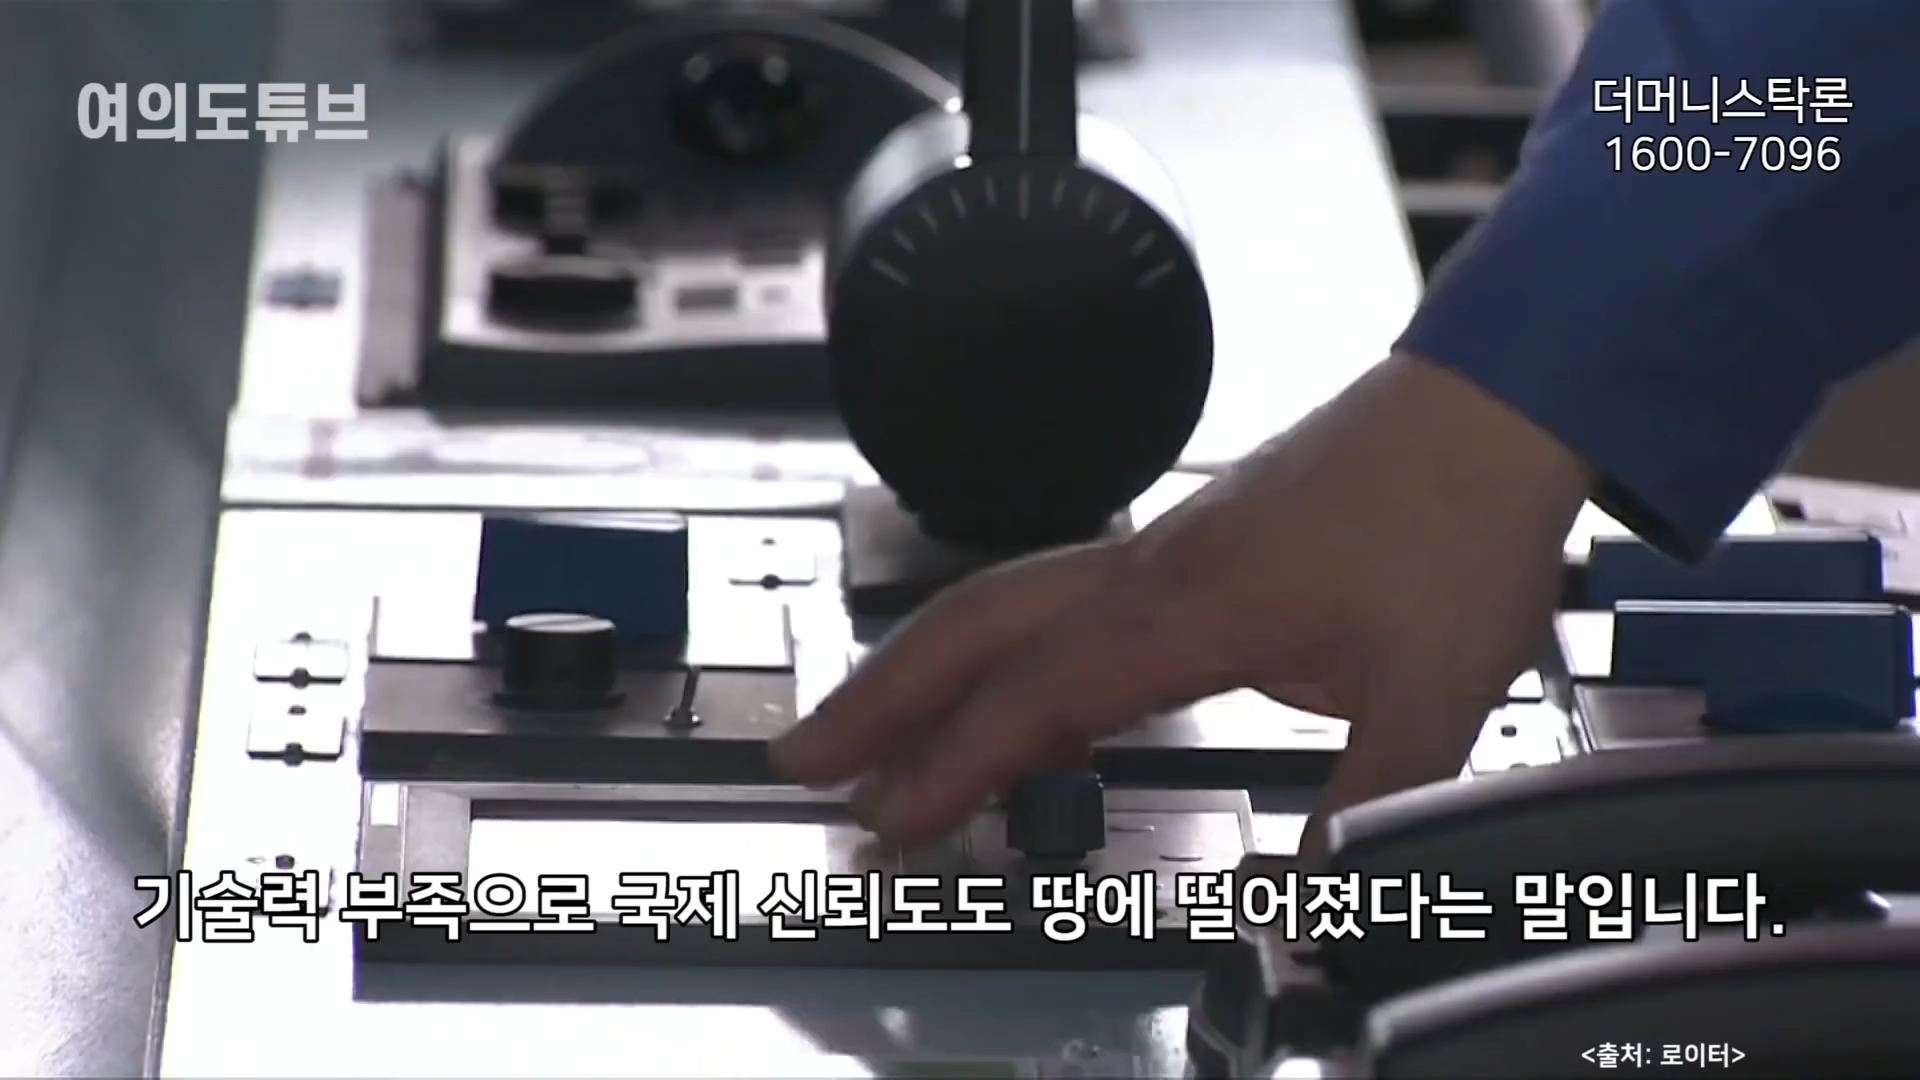 여의도튜브
더머니스탁론
1600-7096
기술력 부족으로 국제 신뢰도도 땅에 떨어졌다는 말입니다.
<출처: 로이터>